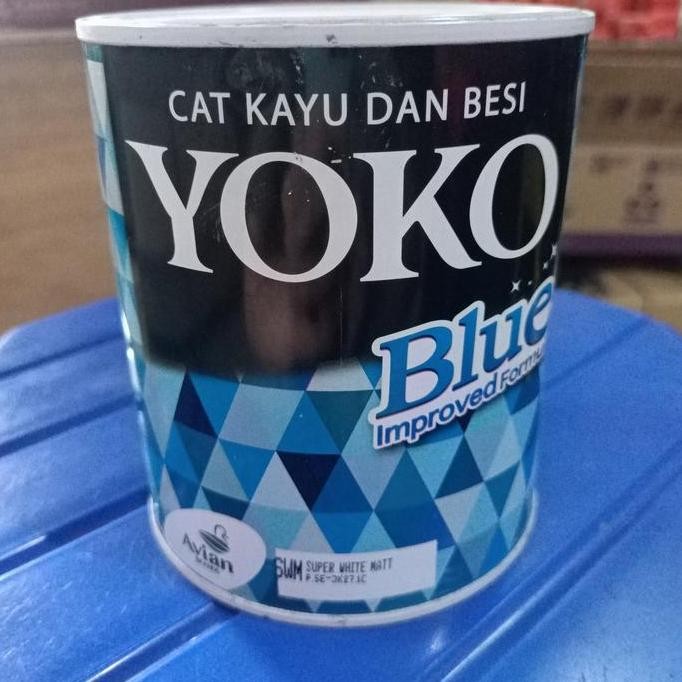 CAT KAYU DAN BESI
YOKO
Blue
Improved Formu
Avian
SWM SUPER WHITE MATT